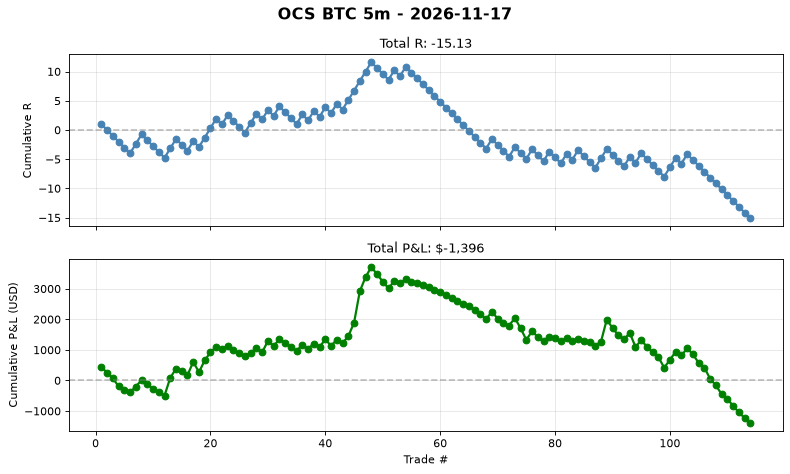 OCS BTC 5m - 2026-11-17
Total R: -15.13
Cumulative R
10
5
0
−5
−10
−15
Total P&L: $-1,396
Cumulative P&L (USD)
3000
2000
1000
0
−1000
0 20 40 60 80 100
Trade #